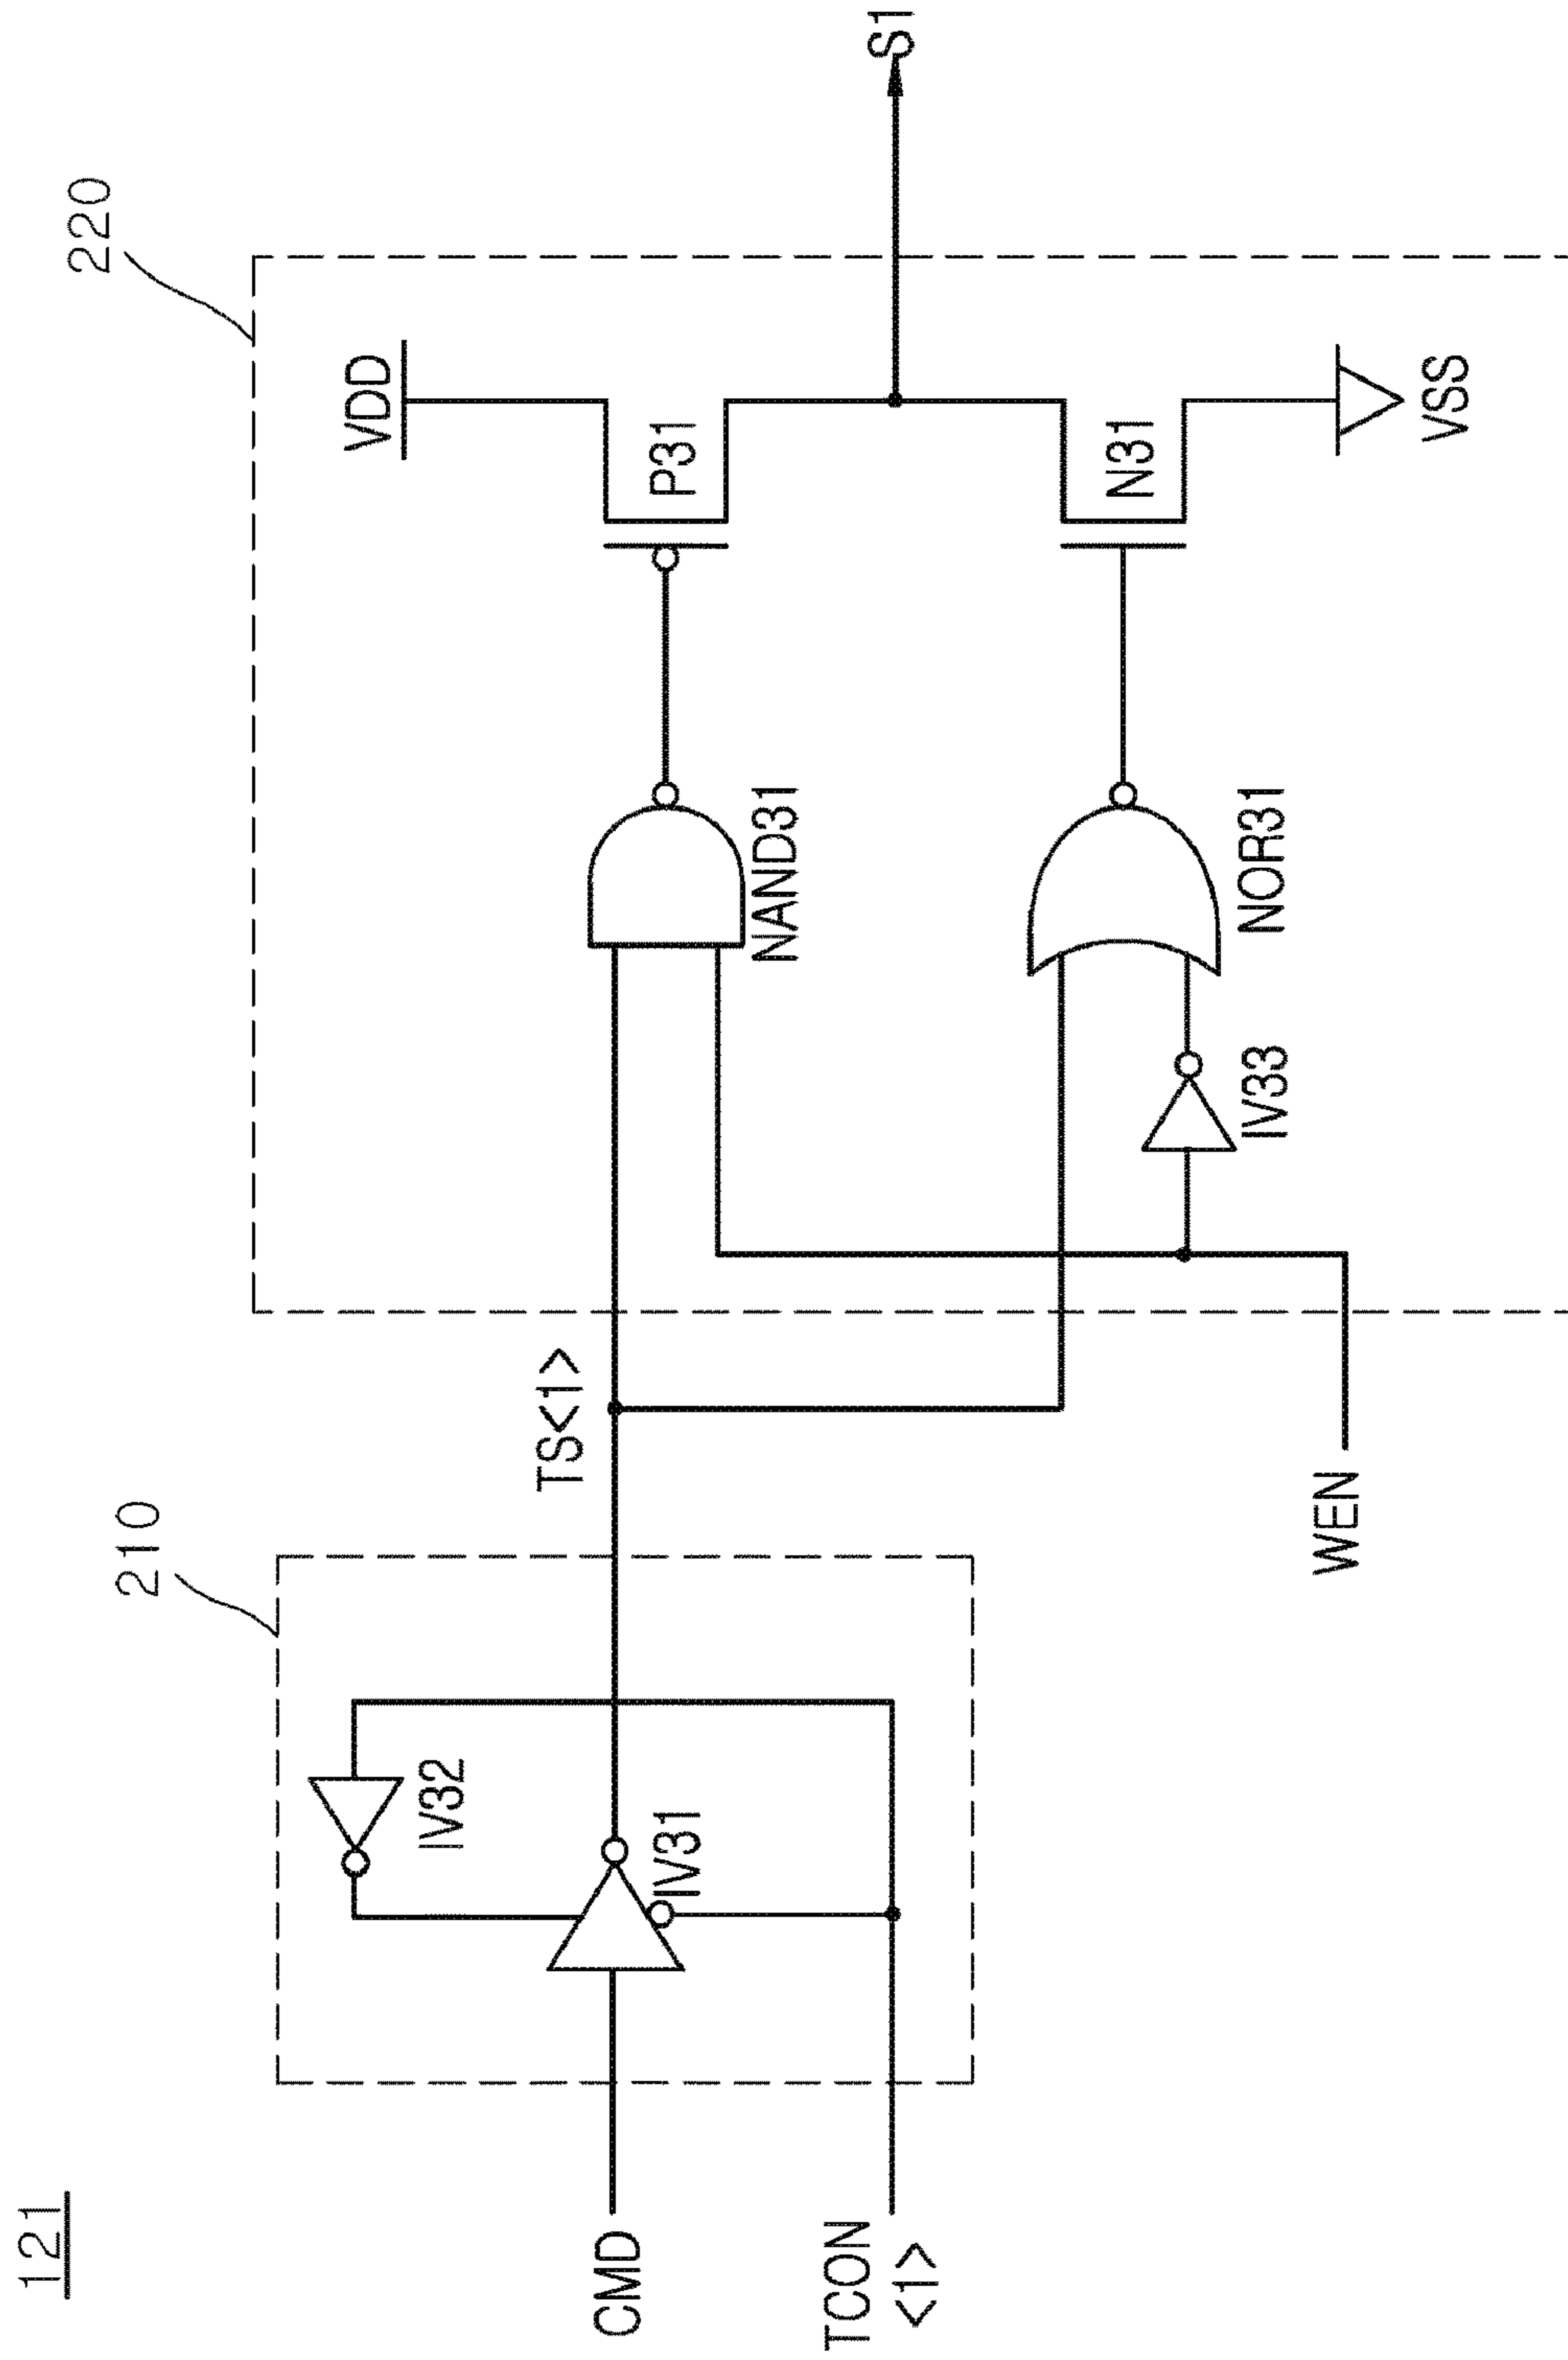 121
210
220
CMD
TCON
<1>
IV32
IV31
TS<1>
WEN
NAND31
NOR31
IV33
VDD
P31
N31
VSS
S1